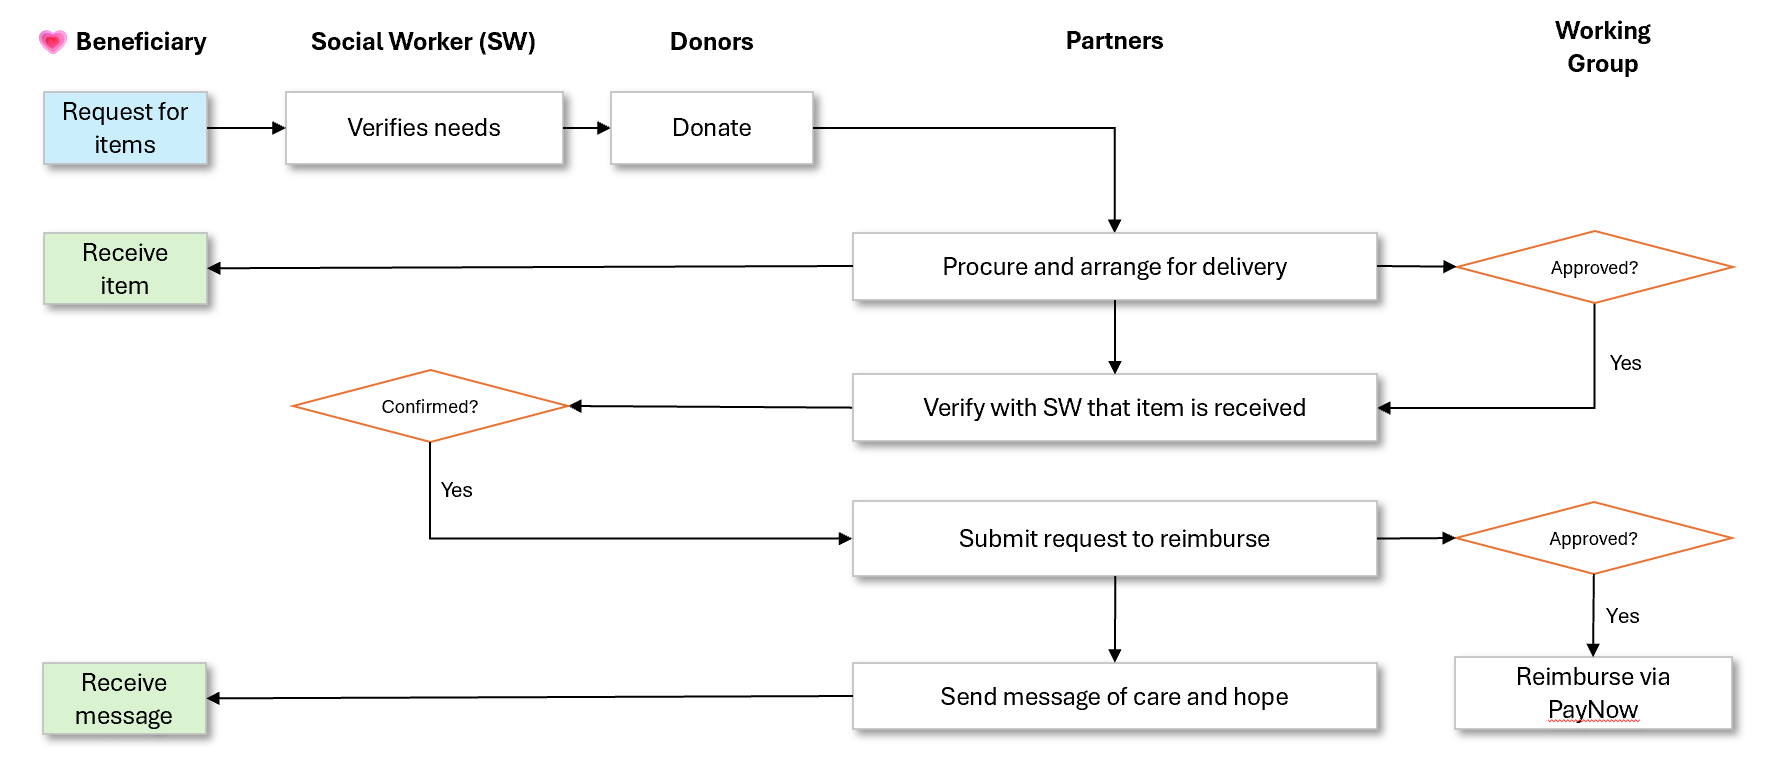 Beneficiary
Social Worker (SW)
Donors
Partners
Working
Group
Request for
items
Verifies needs
Donate
Receive
item
Procure and arrange for delivery
Approved?
Yes
Confirmed?
Verify with SW that item is received
Yes
Submit request to reimburse
Approved?
Yes
Receive
message
Send message of care and hope
Reimburse via
PayNow